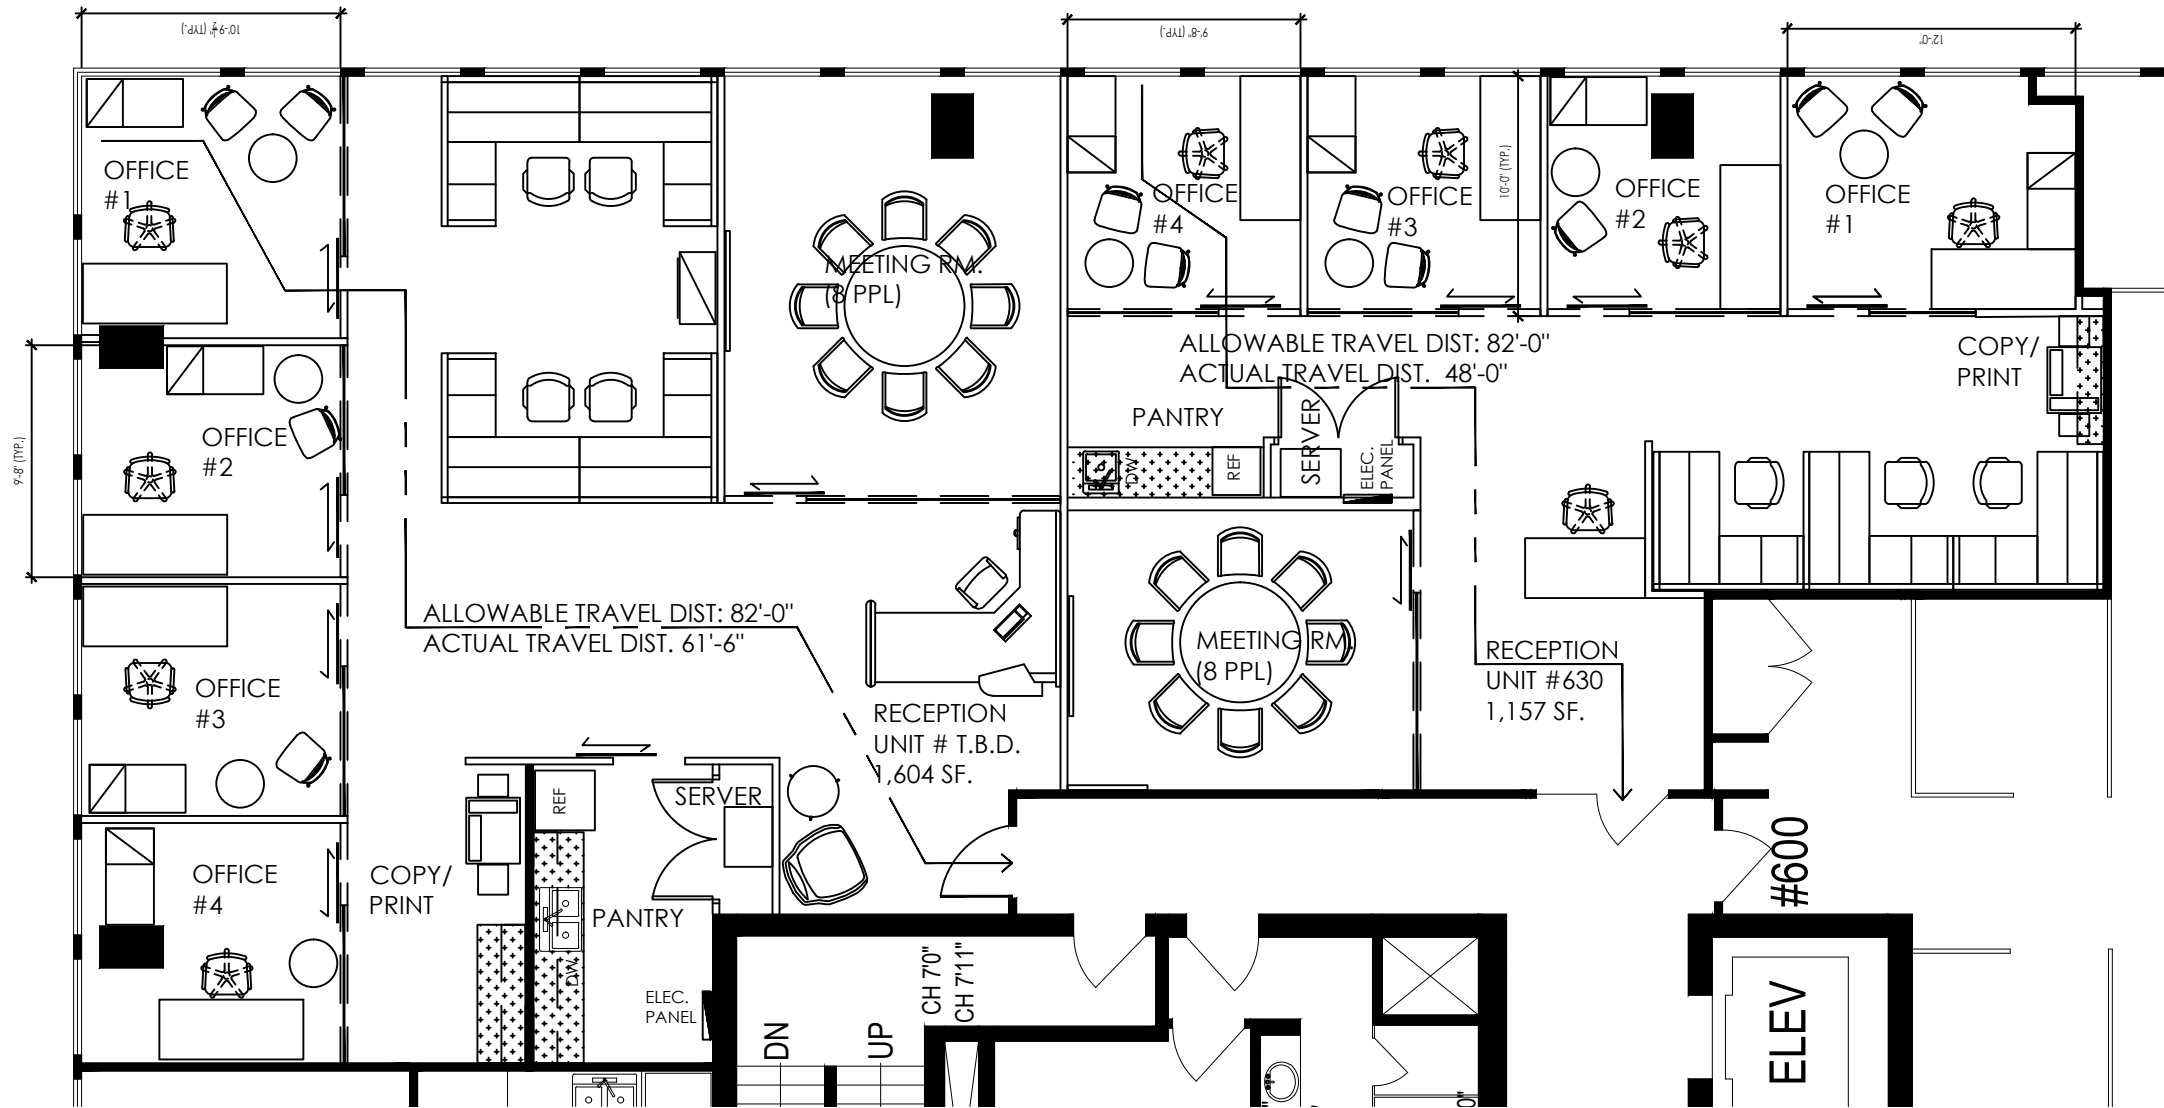 10'-9¾" (TYP.)
9'-8" (TYP.)
12'-0"
OFFICE
#1
MEETING RM.
(8 PPL)
OFFICE
#4
OFFICE
#3
10'-0" (TYP.)
OFFICE
#2
OFFICE
#1
ALLOWABLE TRAVEL DIST: 82'-0"
ACTUAL TRAVEL DIST. 48'-0"
COPY/
PRINT
9'-8" (TYP.)
OFFICE
#2
PANTRY
DW
REF
SERVER
ELEC.
PANEL
ALLOWABLE TRAVEL DIST: 82'-0"
ACTUAL TRAVEL DIST. 61'-6"
MEETING RM.
(8 PPL)
RECEPTION
UNIT #630
1,157 SF.
OFFICE
#3
RECEPTION
UNIT # T.B.D.
1,604 SF.
REF
SERVER
OFFICE
#4
COPY/
PRINT
PANTRY
DW
ELEC.
PANEL
#600
CH 7'0"
CH 7'11"
DN
UP
ELEV